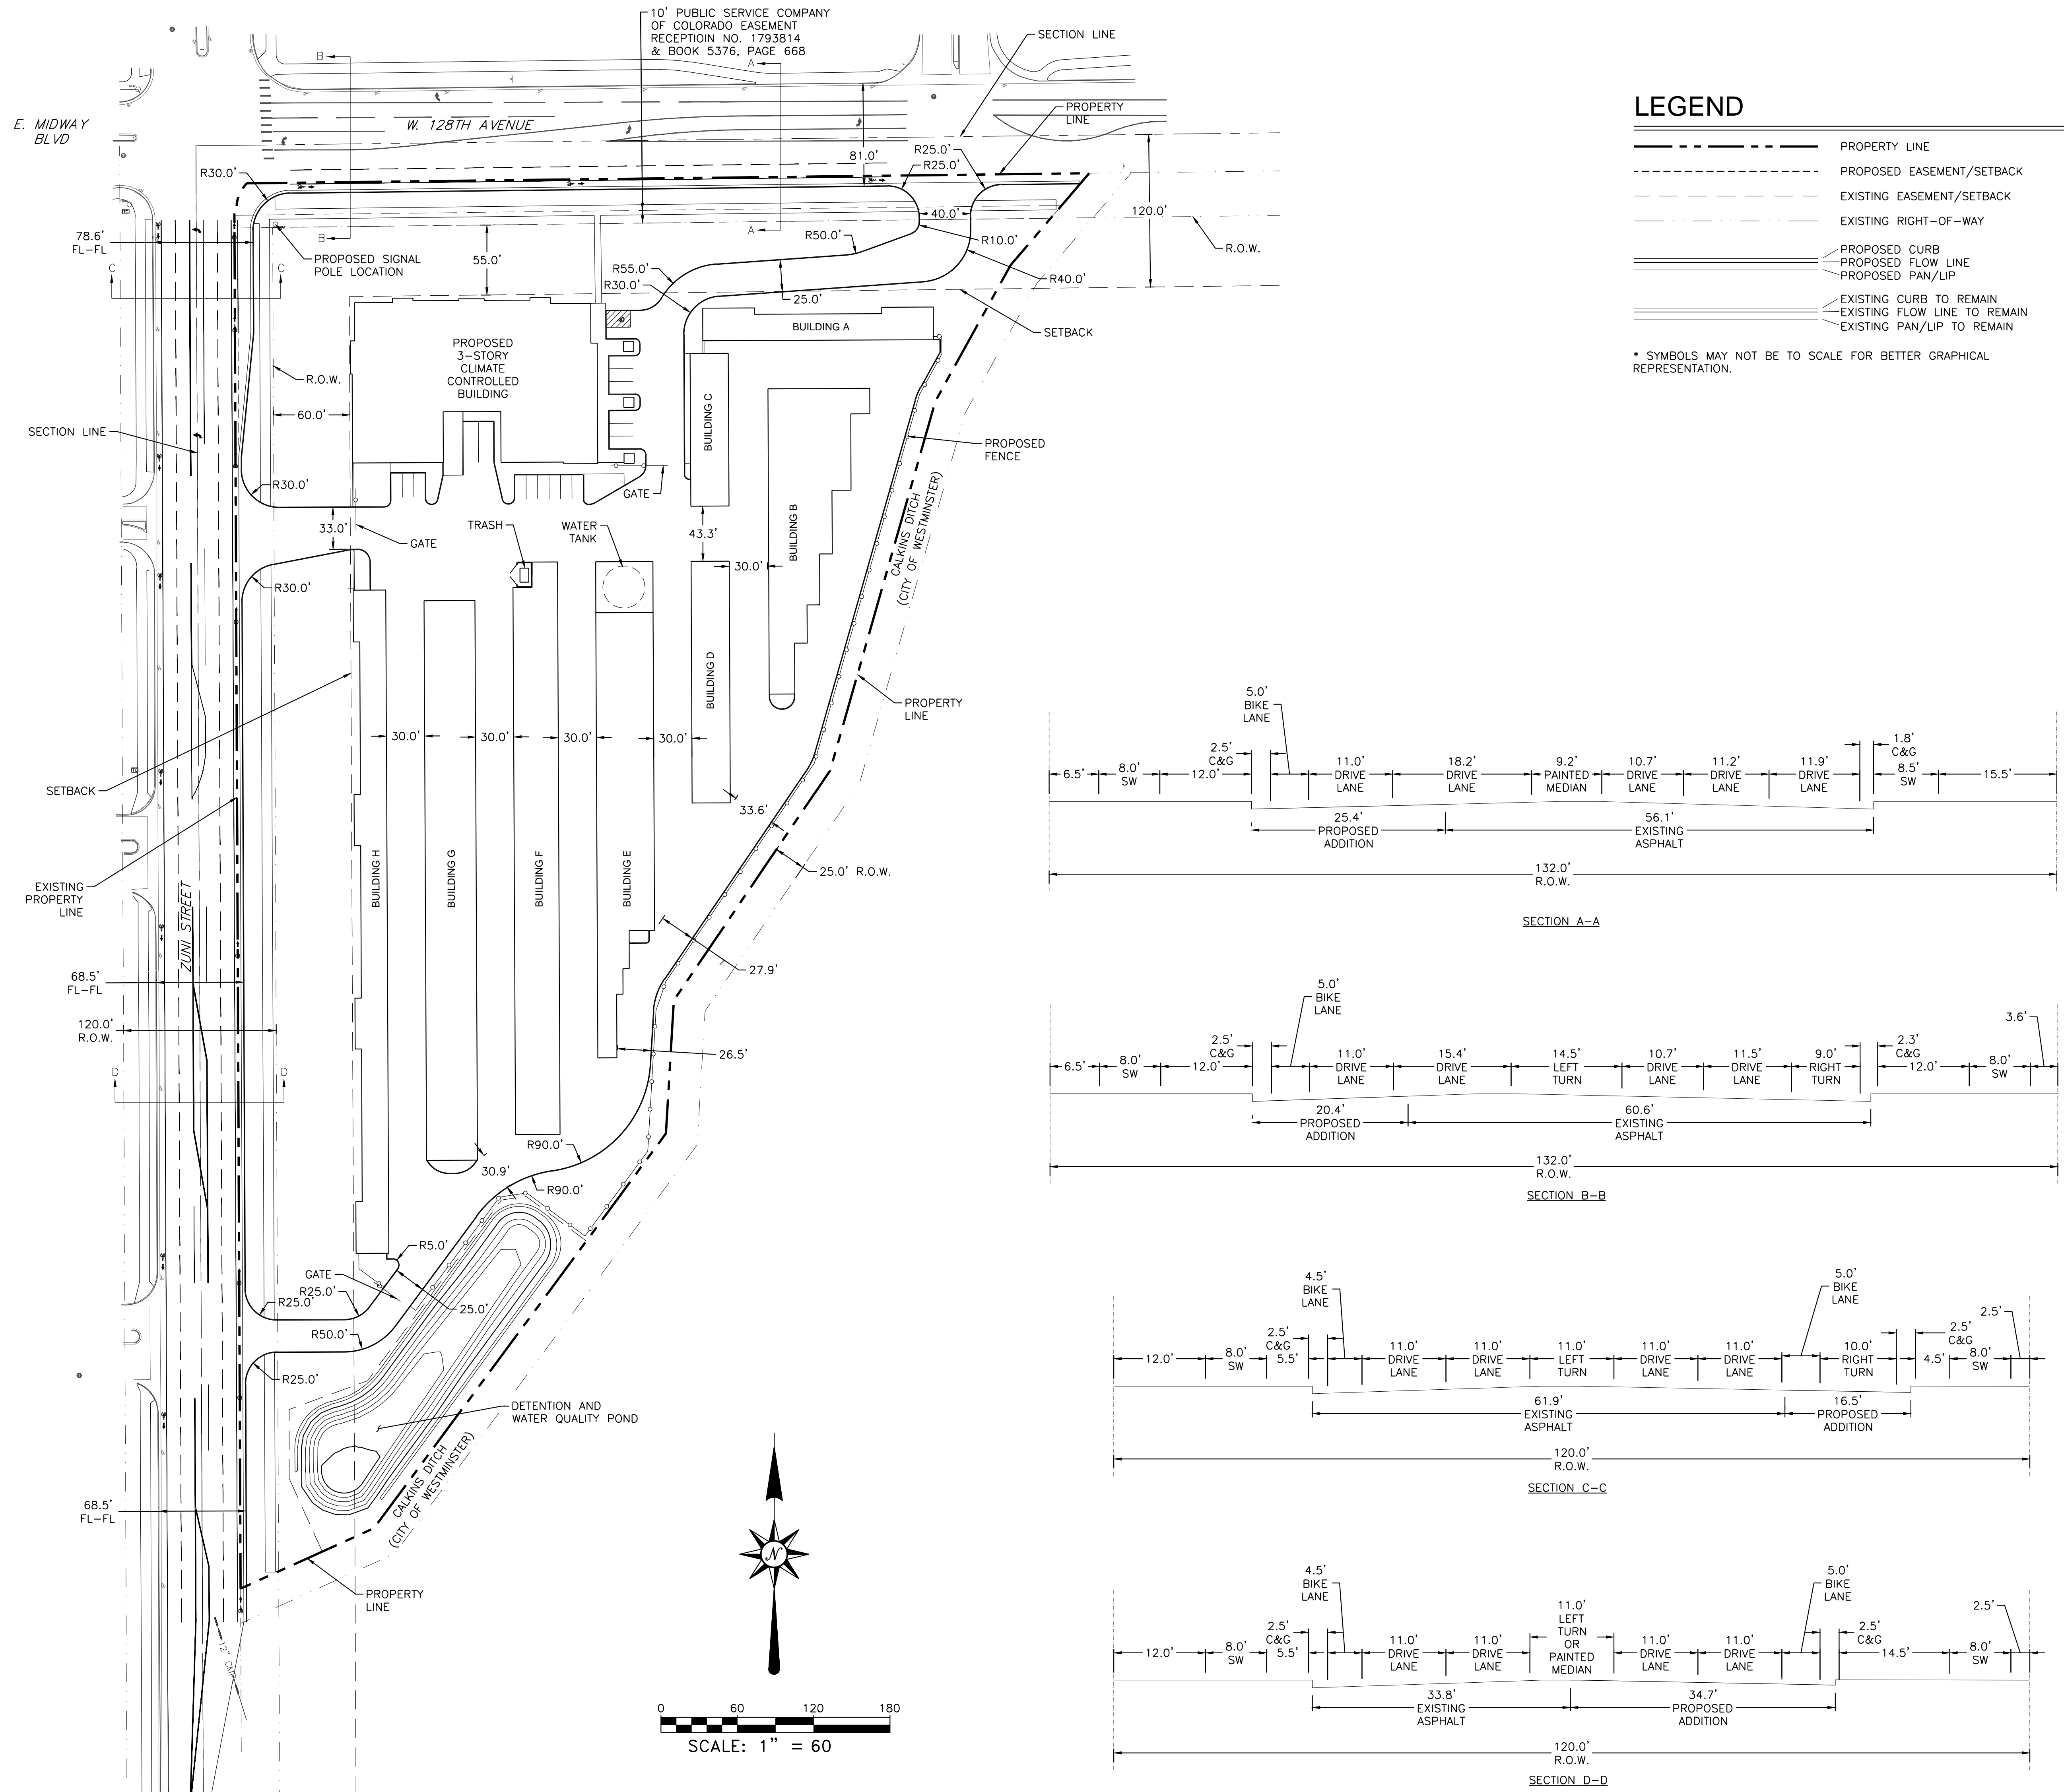 10' PUBLIC SERVICE COMPANY
OF COLORADO EASEMENT
RECEPTIOIN NO. 1793814
& BOOK 5376, PAGE 668
SECTION LINE
B
A
PROPERTY
LINE
E. MIDWAY
BLVD
W. 128TH AVENUE
81.0'
R25.0'
R25.0'
R30.0'
120.0'
40.0'
78.6'
FL-FL
B
A
R50.0'
R10.0'
R.O.W.
C
C
PROPOSED SIGNAL
POLE LOCATION
55.0'
R55.0'
R30.0'
25.0'
R40.0'
SETBACK
BUILDING A
PROPOSED
3-STORY
CLIMATE
CONTROLLED
BUILDING
R.O.W.
60.0'
BUILDING C
SECTION LINE
PROPOSED
FENCE
R30.0'
GATE
33.0'
GATE
TRASH
WATER
TANK
43.3'
BUILDING B
CALKINS DITCH
(CITY OF WESTMINSTER)
R30.0'
30.0'
BUILDING D
PROPERTY
LINE
30.0'
30.0'
30.0'
30.0'
SETBACK
33.6'
25.0' R.O.W.
EXISTING
PROPERTY
LINE
ZUNI STREET
BUILDING H
BUILDING G
BUILDING F
BUILDING E
68.5'
FL-FL
27.9'
120.0'
R.O.W.
26.5'
D
D
R90.0'
30.9'
R90.0'
R5.0'
GATE
R25.0'
R25.0'
25.0'
R50.0'
R25.0'
DETENTION AND
WATER QUALITY POND
CALKINS DITCH
(CITY OF WESTMINSTER)
68.5'
FL-FL
PROPERTY
LINE
12" CMP
N
0 60 120 180
SCALE: 1" = 60
LEGEND
PROPERTY LINE
PROPOSED EASEMENT/SETBACK
EXISTING EASEMENT/SETBACK
EXISTING RIGHT-OF-WAY
PROPOSED CURB
PROPOSED FLOW LINE
PROPOSED PAN/LIP
EXISTING CURB TO REMAIN
EXISTING FLOW LINE TO REMAIN
EXISTING PAN/LIP TO REMAIN
* SYMBOLS MAY NOT BE TO SCALE FOR BETTER GRAPHICAL
REPRESENTATION.
5.0'
BIKE
LANE
6.5'
8.0'
SW
12.0'
2.5'
C&G
11.0'
DRIVE
LANE
18.2'
DRIVE
LANE
9.2'
PAINTED
MEDIAN
10.7'
DRIVE
LANE
11.2'
DRIVE
LANE
11.9'
DRIVE
LANE
1.8'
C&G
8.5'
SW
15.5'
25.4'
PROPOSED
ADDITION
56.1'
EXISTING
ASPHALT
132.0'
R.O.W.
SECTION A-A
5.0'
BIKE
LANE
6.5'
8.0'
SW
12.0'
2.5'
C&G
11.0'
DRIVE
LANE
15.4'
DRIVE
LANE
14.5'
LEFT
TURN
10.7'
DRIVE
LANE
11.5'
DRIVE
LANE
9.0'
RIGHT
TURN
2.3'
C&G
12.0'
8.0'
SW
3.6'
20.4'
PROPOSED
ADDITION
60.6'
EXISTING
ASPHALT
132.0'
R.O.W.
SECTION B-B
4.5'
BIKE
LANE
5.0'
BIKE
LANE
12.0'
8.0'
SW
2.5'
C&G
5.5'
11.0'
DRIVE
LANE
11.0'
DRIVE
LANE
11.0'
LEFT
TURN
11.0'
DRIVE
LANE
11.0'
DRIVE
LANE
10.0'
RIGHT
TURN
2.5'
C&G
4.5'
8.0'
SW
2.5'
61.9'
EXISTING
ASPHALT
16.5'
PROPOSED
ADDITION
120.0'
R.O.W.
SECTION C-C
4.5'
BIKE
LANE
5.0'
BIKE
LANE
12.0'
8.0'
SW
2.5'
C&G
5.5'
11.0'
DRIVE
LANE
11.0'
DRIVE
LANE
11.0'
LEFT
TURN
OR
PAINTED
MEDIAN
11.0'
DRIVE
LANE
11.0'
DRIVE
LANE
2.5'
C&G
14.5'
8.0'
SW
2.5'
33.8'
EXISTING
ASPHALT
34.7'
PROPOSED
ADDITION
120.0'
R.O.W.
SECTION D-D